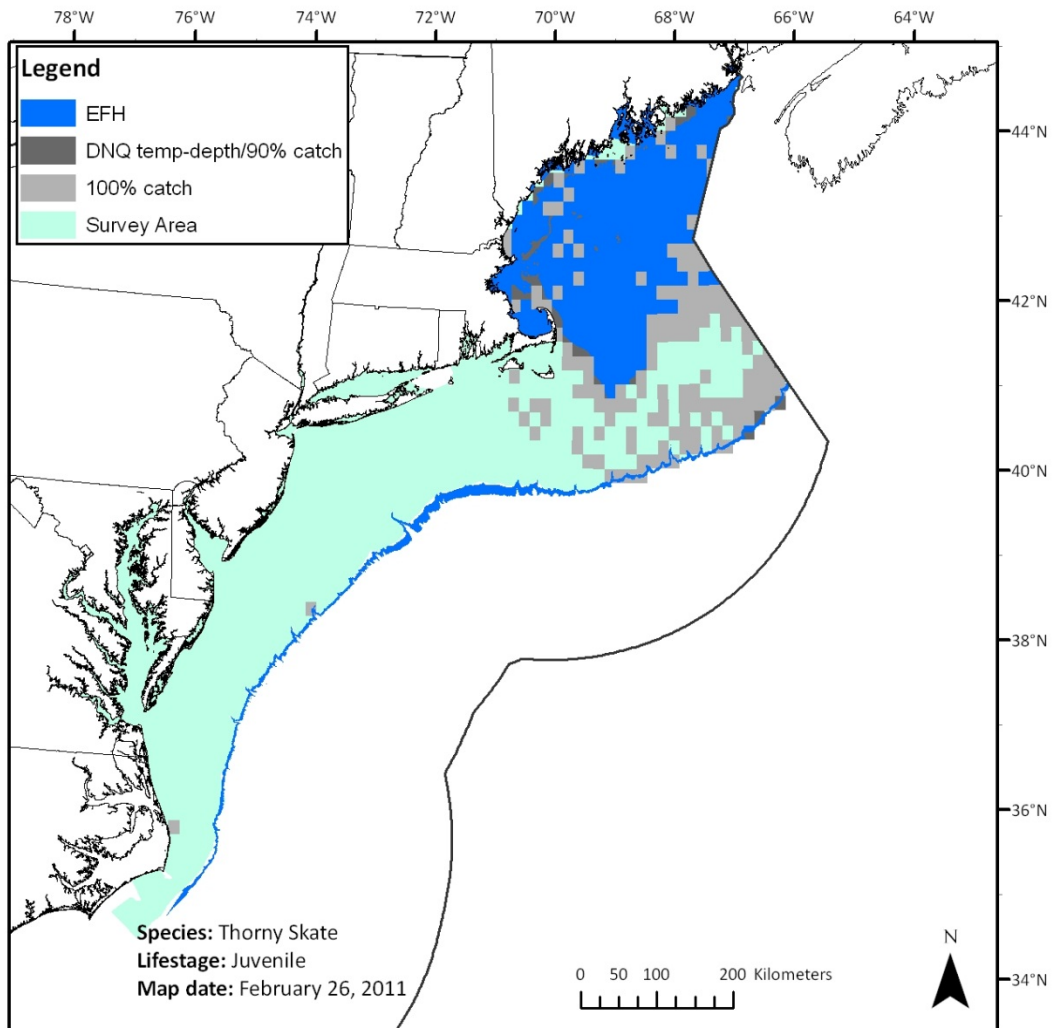 78°W 76°W 74°W 72°W 70°W 68°W 66°W 64°W
Legend
EFH
DNQ temp-depth/90% catch
100% catch
Survey Area
44°N
42°N
40°N
38°N
36°N
34°N
Species: Thorny Skate
Lifestage: Juvenile
Map date: February 26, 2011
N
0 50 100 200 Kilometers